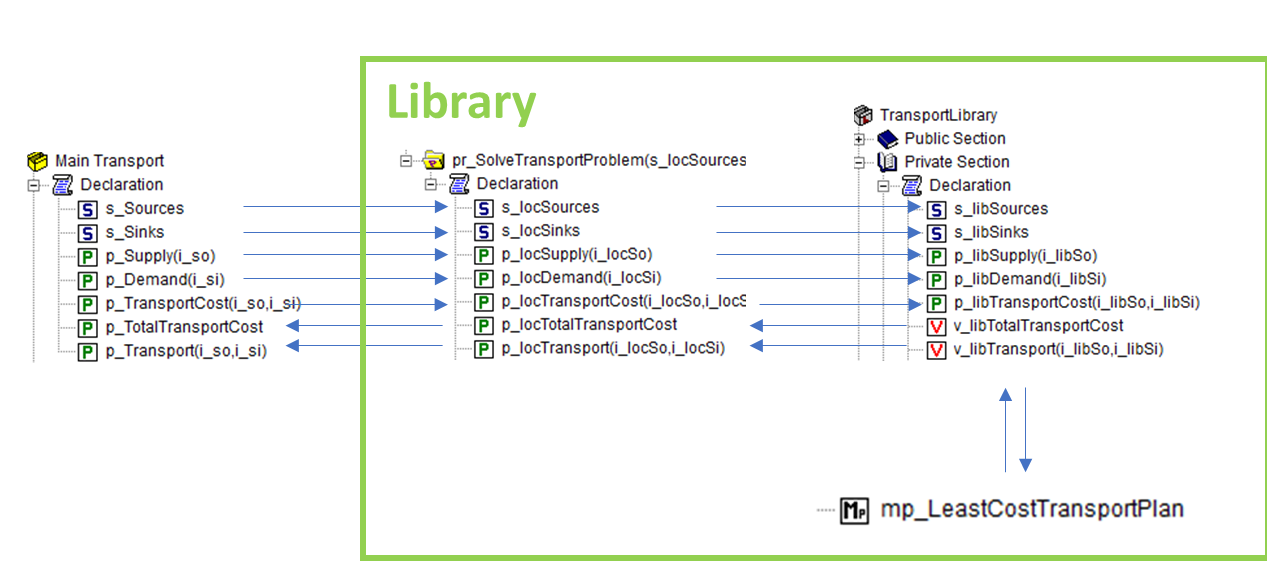 Library
Main Transport
Declaration
s_Sources
s_Sinks
p_Supply(i_so)
p_Demand(i_si)
p_TransportCost(i_so,i_si)
p_TotalTransportCost
p_Transport(i_so,i_si)
pr_SolveTransportProblem(s_locSources
Declaration
s_locSources
s_locSinks
p_locSupply(i_locSo)
p_locDemand(i_locSi)
p_locTransportCost(i_locSo,i_locS
p_locTotalTransportCost
p_locTransport(i_locSo,i_locSi)
TransportLibrary
Public Section
Private Section
Declaration
s_libSources
s_libSinks
p_libSupply(i_libSo)
p_libDemand(i_libSi)
p_libTransportCost(i_libSo,i_libSi)
v_libTotalTransportCost
v_libTransport(i_libSo,i_libSi)
mp_LeastCostTransportPlan